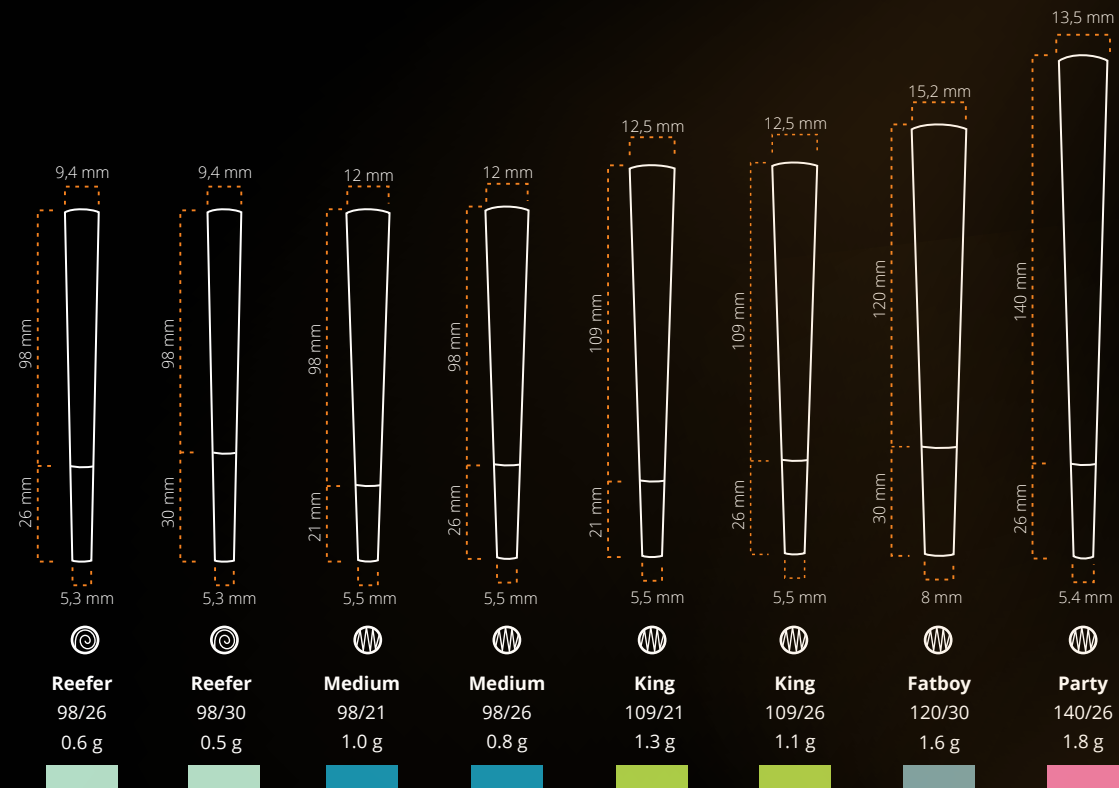 9,4 mm
98 mm
26 mm
5,3 mm
Reefer
98/26
0.6 g
9,4 mm
98 mm
30 mm
5,3 mm
Reefer
98/30
0.5 g
12 mm
98 mm
21 mm
5,5 mm
Medium
98/21
1.0 g
12 mm
98 mm
26 mm
5,5 mm
Medium
98/26
0.8 g
12,5 mm
109 mm
21 mm
5,5 mm
King
109/21
1.3 g
12,5 mm
109 mm
26 mm
5,5 mm
King
109/26
1.1 g
15,2 mm
120 mm
30 mm
8 mm
Fatboy
120/30
1.6 g
13,5 mm
140 mm
26 mm
5.4 mm
Party
140/26
1.8 g